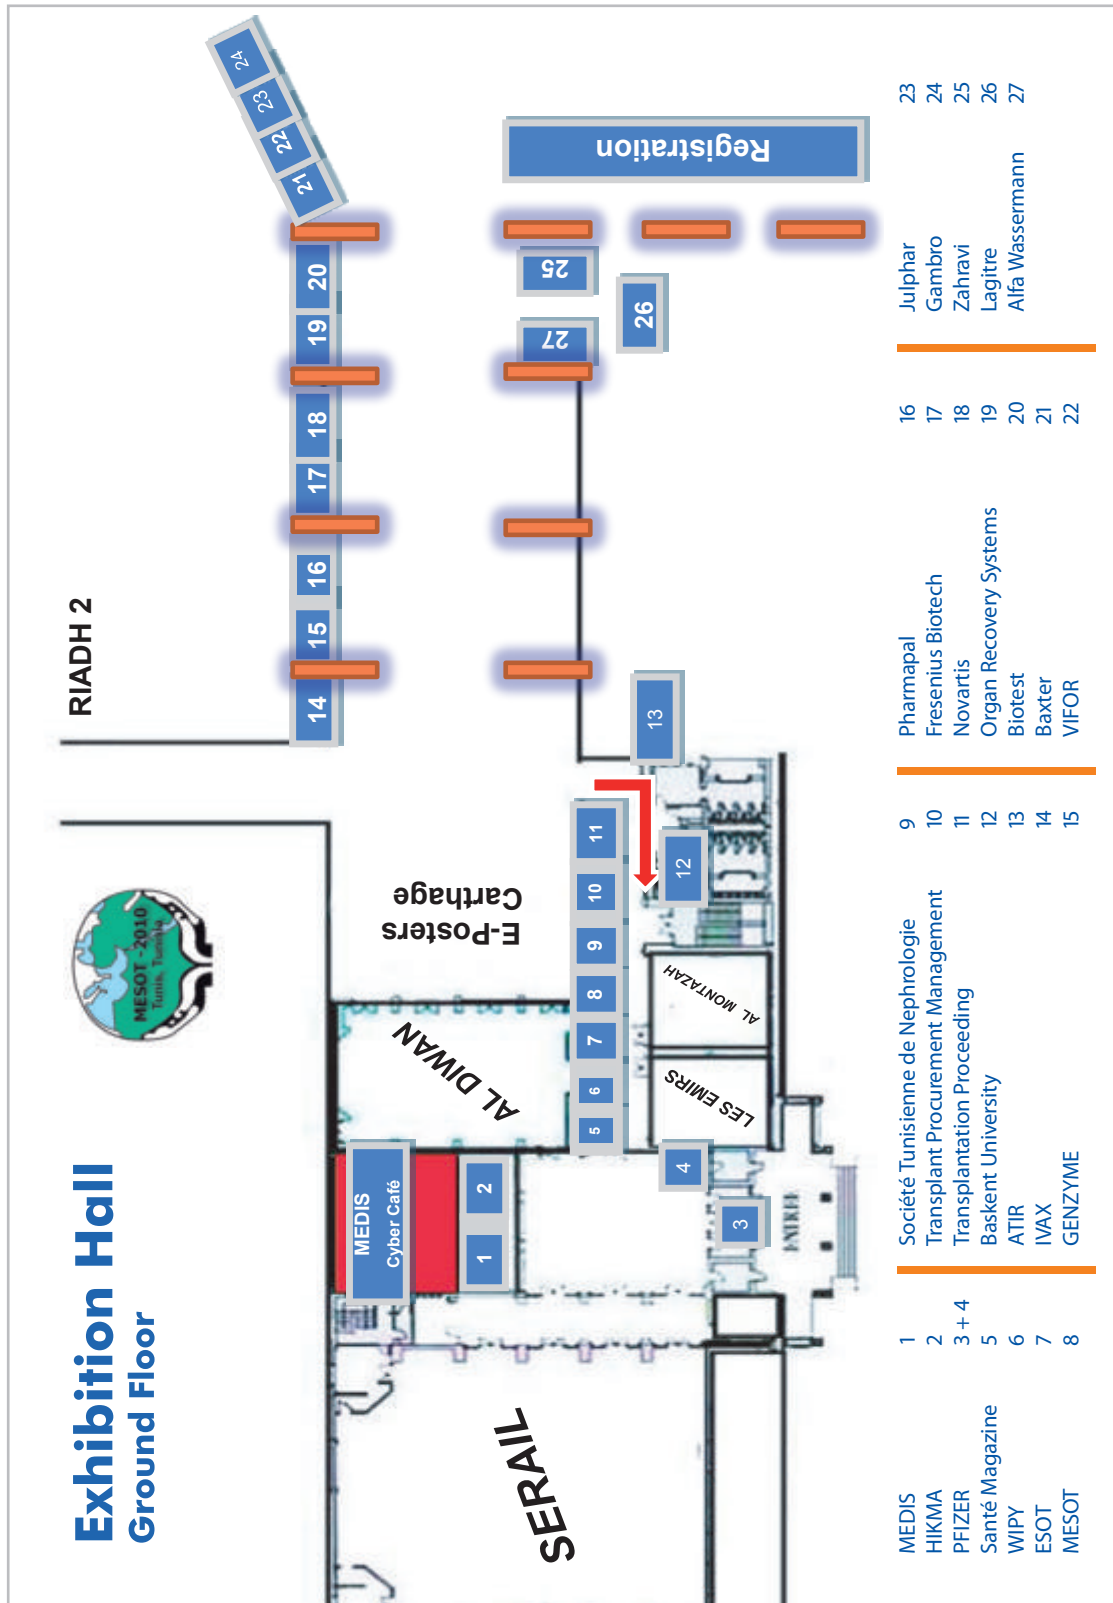 Exhibition Hall
Ground Floor
MESOT - 2010
Tunis, Tunisia
RIADH 2
SERAIL
MEDIS
Cyber Café
1
2
AL DIWAN
E-Posters
Carthage
3
4
5
6
7
8
9
10
11
12
13
14
15
16
17
18
19
20
21
22
23
24
25
26
27
Registration
LES EMIRS
AL MONTAZAH
ENTREE
MEDIS 1
HIKMA 2
PFIZER 3 + 4
Santé Magazine 5
WIPY 6
ESOT 7
MESOT 8
Société Tunisienne de Nephrologie 9
Transplant Procurement Management 10
Transplantation Proceeding 11
Baskent University 12
ATIR 13
IVAX 14
GENZYME 15
Pharmapal 16
Fresenius Biotech 17
Novartis 18
Organ Recovery Systems 19
Biotest 20
Baxter 21
VIFOR 22
Julphar 23
Gambro 24
Zahravi 25
Lagitre 26
Alfa Wassermann 27